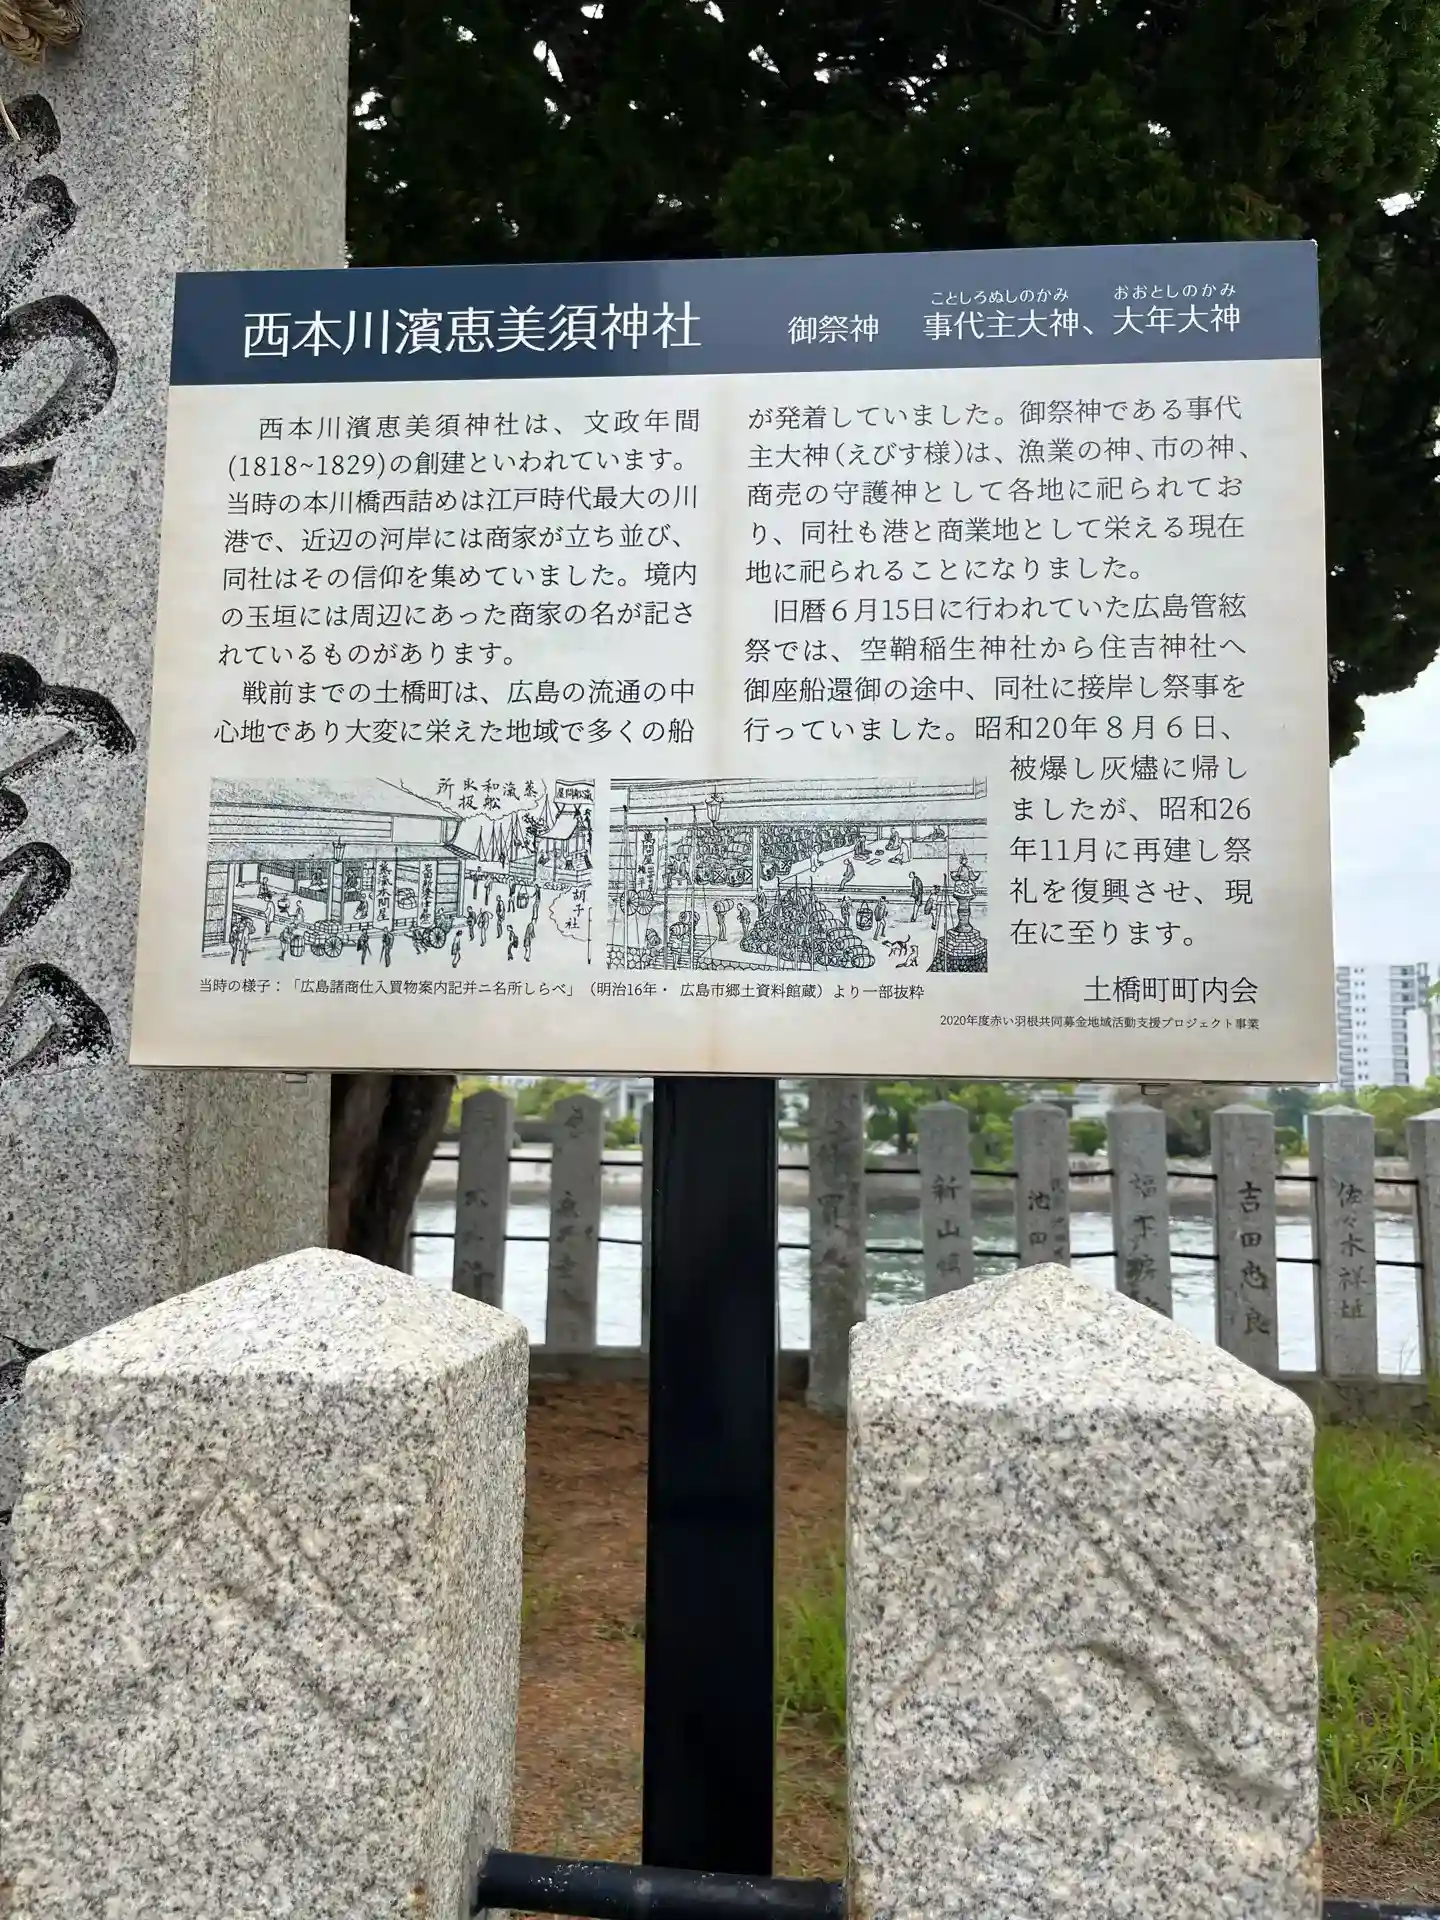 西本川濱恵美須神社
御祭神 事代主大神、大年大神
ことしろぬしのかみ おおとしのかみ
西本川濱恵美須神社は、文政年間
(1818~1829)の創建といわれています。
当時の本川橋西詰めは江戸時代最大の川
港で、近辺の河岸には商家が立ち並び、
同社はその信仰を集めていました。境内
の玉垣には周辺にあった商家の名が記さ
れているものがあります。
戦前までの土橋町は、広島の流通の中
心地であり大変に栄えた地域で多くの船
が発着していました。御祭神である事代
主大神(えびす様)は、漁業の神、市の神、
商売の守護神として各地に祀られてお
り、同社も港と商業地として栄える現在
地に祀られることになりました。
旧暦6月15日に行われていた広島管絃
祭では、空鞘稲生神社から住吉神社へ
御座船還御の途中、同社に接岸し祭事を
行っていました。昭和20年8月6日、
被爆し灰燼に帰し
ましたが、昭和26
年11月に再建し祭
礼を復興させ、現
在に至ります。
蒸滊和船取扱所
胡子社
当時の様子:「広島諸商仕入買物案内記并ニ名所しらべ」(明治16年・ 広島市郷土資料館蔵)より一部抜粋
土橋町町内会
2020年度赤い羽根共同募金地域活動支援プロジェクト事業
新山
池田
吉田也良
佐々木祥